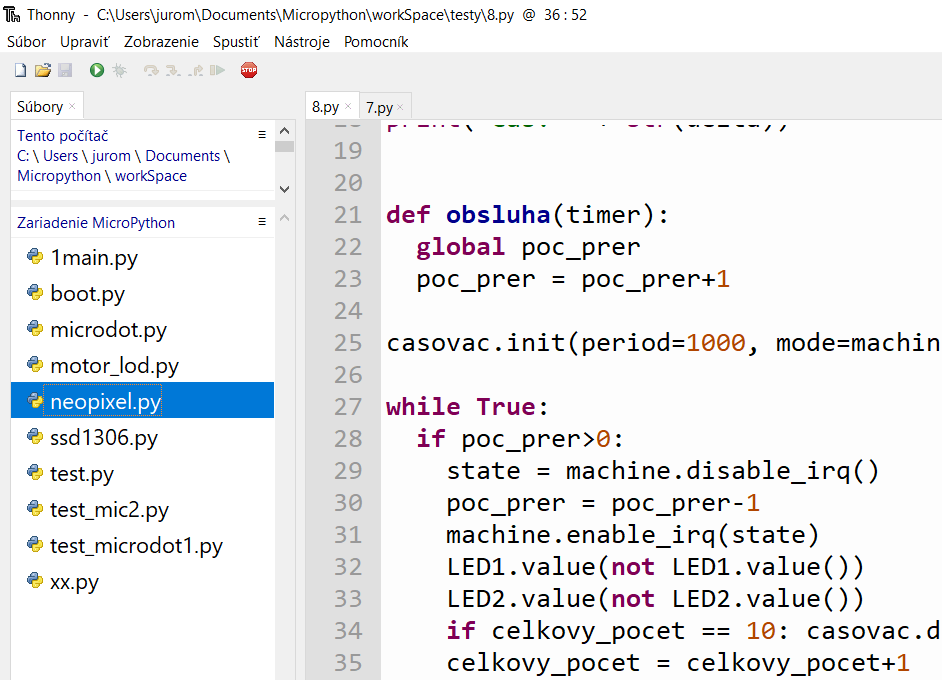 Thonny - C:\Users\jurom\Documents\Micropython\workSpace\testy\8.py @ 36 : 52
Súbor Upraviť Zobrazenie Spustiť Nástroje Pomocník
STOP
Súbory ×
Tento počítač
C: \ Users \ jurom \ Documents \
Micropython \ workSpace
Zariadenie MicroPython
1main.py
boot.py
microdot.py
motor_lod.py
neopixel.py
ssd1306.py
test.py
test_mic2.py
test_microdot1.py
xx.py
8.py × 7.py ×
19
20
21 def obsluha(timer):
22 global poc_prer
23 poc_prer = poc_prer+1
24
25 casovac.init(period=1000, mode=machin
26
27 while True:
28 if poc_prer>0:
29 state = machine.disable_irq()
30 poc_prer = poc_prer-1
31 machine.enable_irq(state)
32 LED1.value(not LED1.value())
33 LED2.value(not LED2.value())
34 if celkovy_pocet == 10: casovac.d
35 celkovy_pocet = celkovy_pocet+1